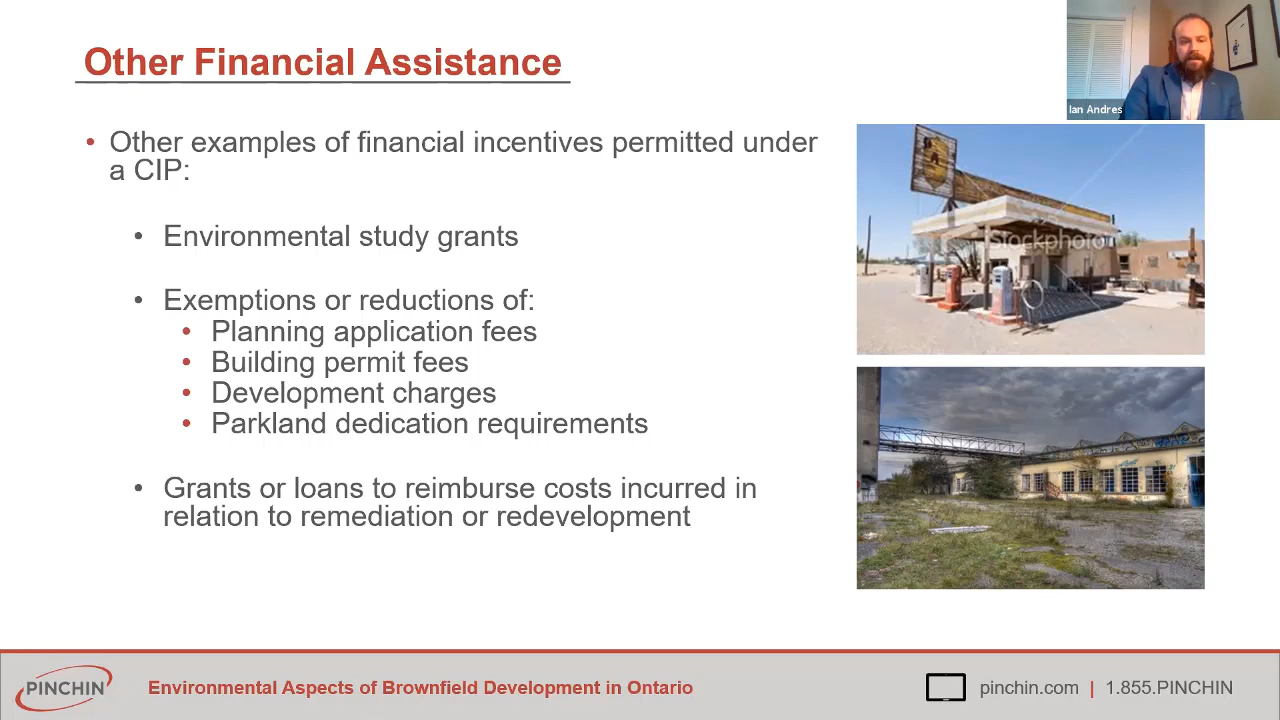 Other Financial Assistance
Ian Andres
• Other examples of financial incentives permitted under
a CIP:
• Environmental study grants
• Exemptions or reductions of:
• Planning application fees
• Building permit fees
• Development charges
• Parkland dedication requirements
• Grants or loans to reimburse costs incurred in
relation to remediation or redevelopment
iStockphoto
PINCHIN
Environmental Aspects of Brownfield Development in Ontario
pinchin.com | 1.855.PINCHIN